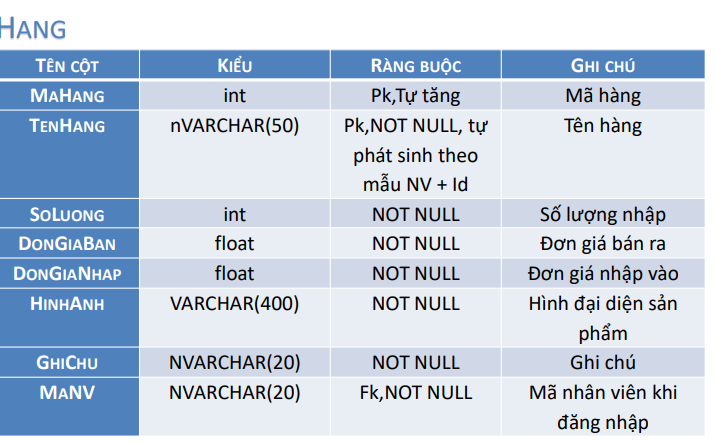 HANG
TÊN CỘT KIỂU RÀNG BUỘC GHI CHÚ
MAHANG int Pk,Tự tăng Mã hàng
TENHANG nVARCHAR(50) Pk,NOT NULL, tự Tên hàng
phát sinh theo
mẫu NV + Id
SOLUONG int NOT NULL Số lượng nhập
DONGIABAN float NOT NULL Đơn giá bán ra
DONGIANHAP float NOT NULL Đơn giá nhập vào
HINHANH VARCHAR(400) NOT NULL Hình đại diện sản
phẩm
GHICHU NVARCHAR(20) NOT NULL Ghi chú
MANV NVARCHAR(20) Fk,NOT NULL Mã nhân viên khi
đăng nhập